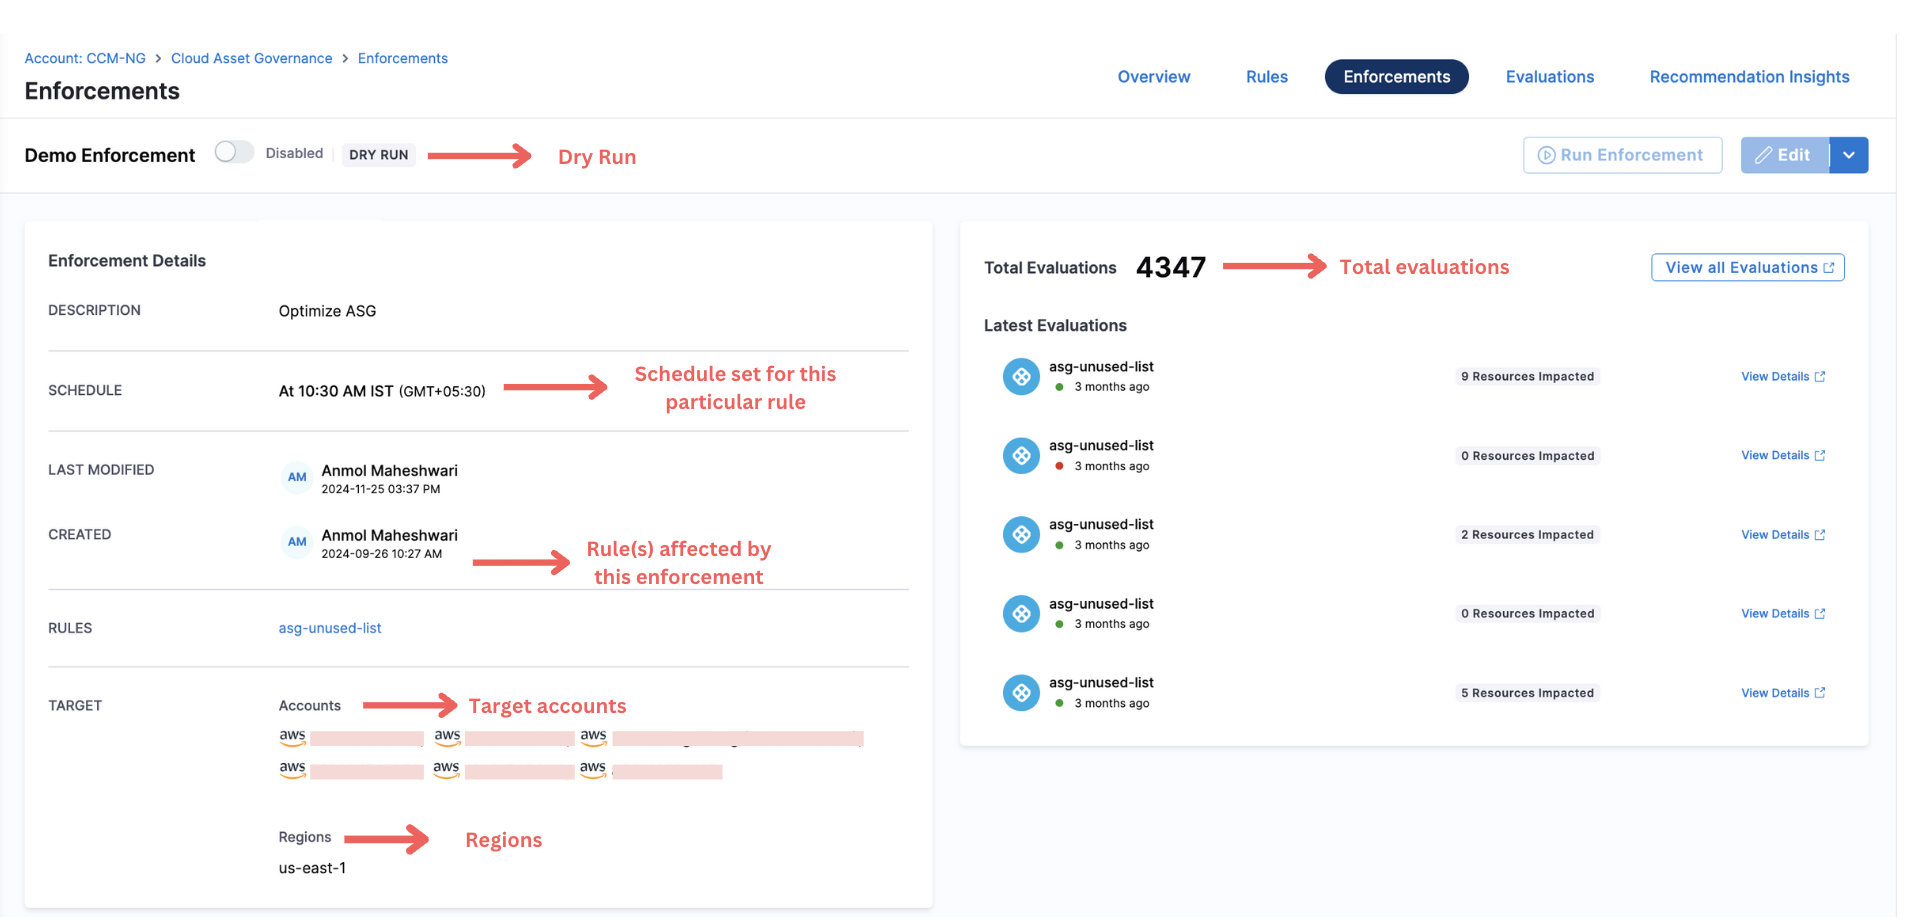 Account: CCM-NG > Cloud Asset Governance > Enforcements
Enforcements
Overview Rules Enforcements Evaluations Recommendation Insights
Demo Enforcement Disabled DRY RUN Dry Run
Run Enforcement Edit
Enforcement Details
DESCRIPTION Optimize ASG
SCHEDULE At 10:30 AM IST (GMT+05:30)
Schedule set for this
particular rule
LAST MODIFIED
AM Anmol Maheshwari
2024-11-25 03:37 PM
CREATED
AM Anmol Maheshwari
2024-09-26 10:27 AM
Rule(s) affected by
this enforcement
RULES asg-unused-list
TARGET Accounts Target accounts
aws aws aws
aws aws aws
Regions Regions
us-east-1
Total Evaluations 4347 Total evaluations View all Evaluations
Latest Evaluations
asg-unused-list
3 months ago
9 Resources Impacted View Details
asg-unused-list
3 months ago
0 Resources Impacted View Details
asg-unused-list
3 months ago
2 Resources Impacted View Details
asg-unused-list
3 months ago
0 Resources Impacted View Details
asg-unused-list
3 months ago
5 Resources Impacted View Details